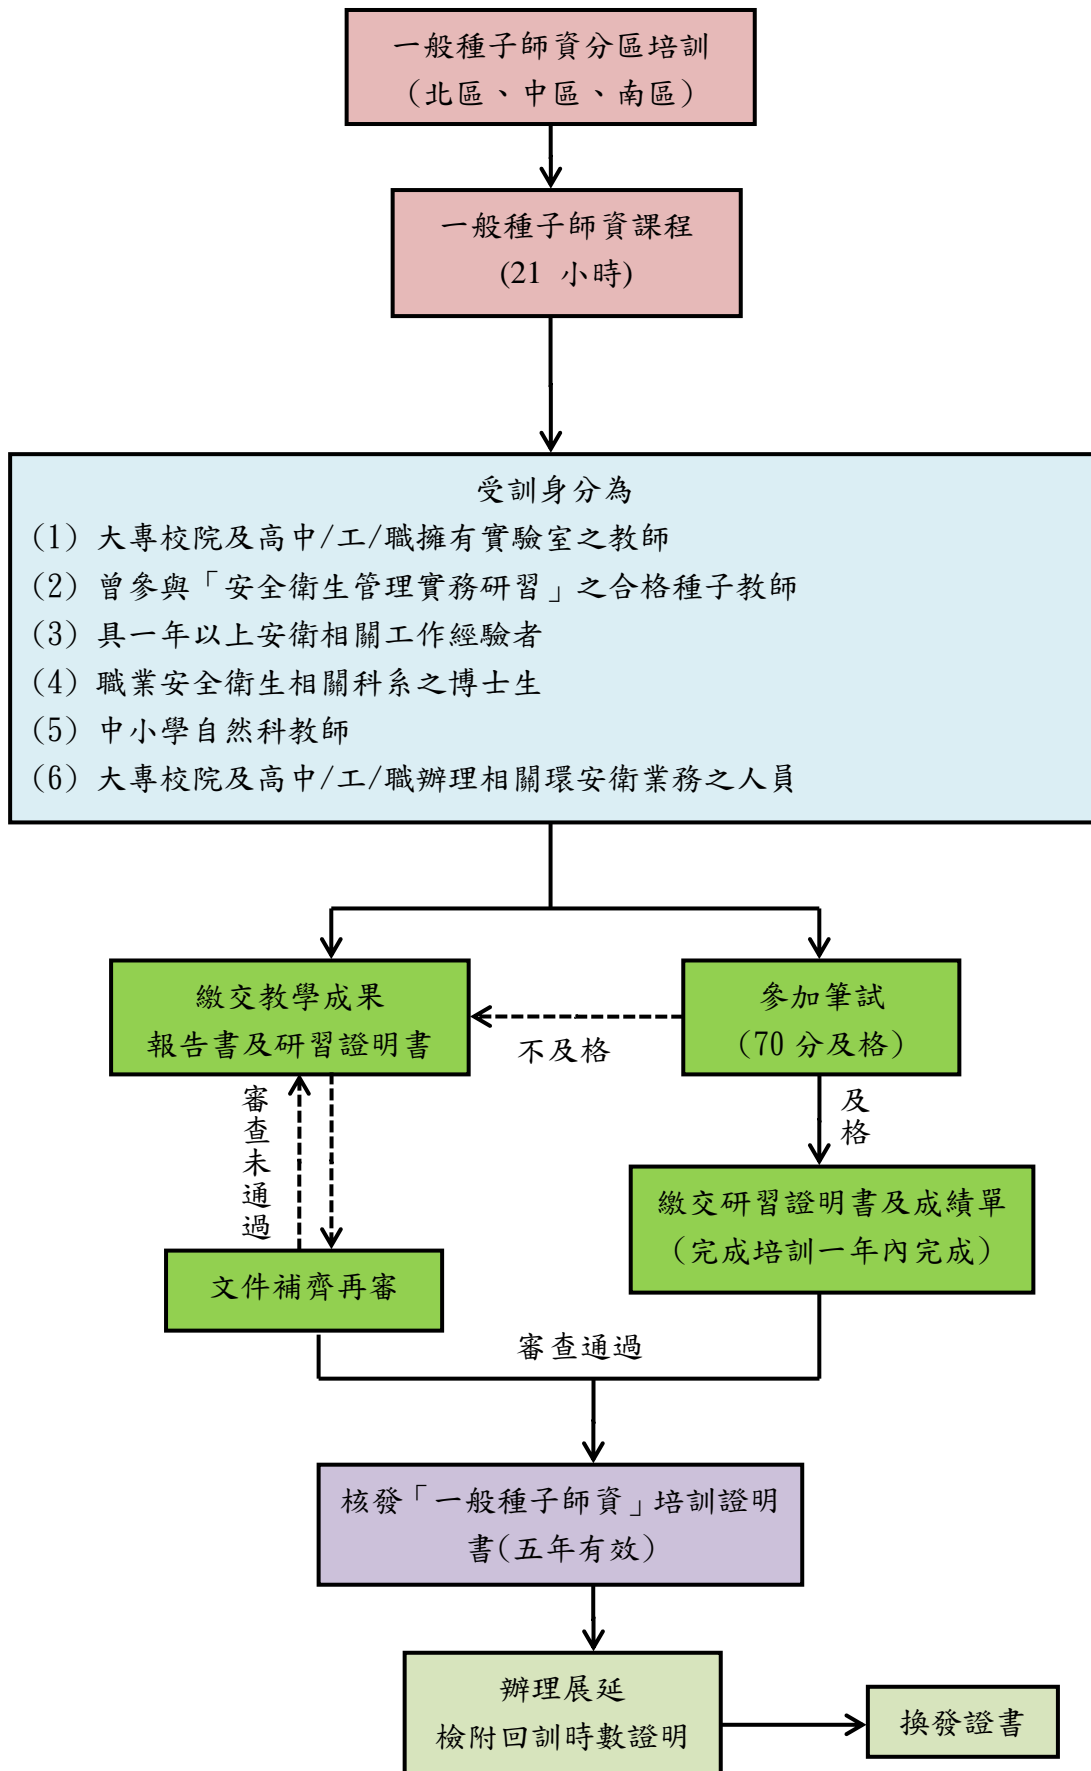 一般種子師資分區培訓
（北區、中區、南區）
一般種子師資課程
(21 小時)
受訓身分為
(1) 大專校院及高中/工/職擁有實驗室之教師
(2) 曾參與「安全衛生管理實務研習」之合格種子教師
(3) 具一年以上安衛相關工作經驗者
(4) 職業安全衛生相關科系之博士生
(5) 中小學自然科教師
(6) 大專校院及高中/工/職辦理相關環安衛業務之人員
繳交教學成果
報告書及研習證明書
不及格
參加筆試
（70 分及格）
審查未通過
及格
繳交研習證明書及成績單
（完成培訓一年內完成）
文件補齊再審
審查通過
核發「一般種子師資」培訓證明
書(五年有效）
辦理展延
檢附回訓時數證明
換發證書